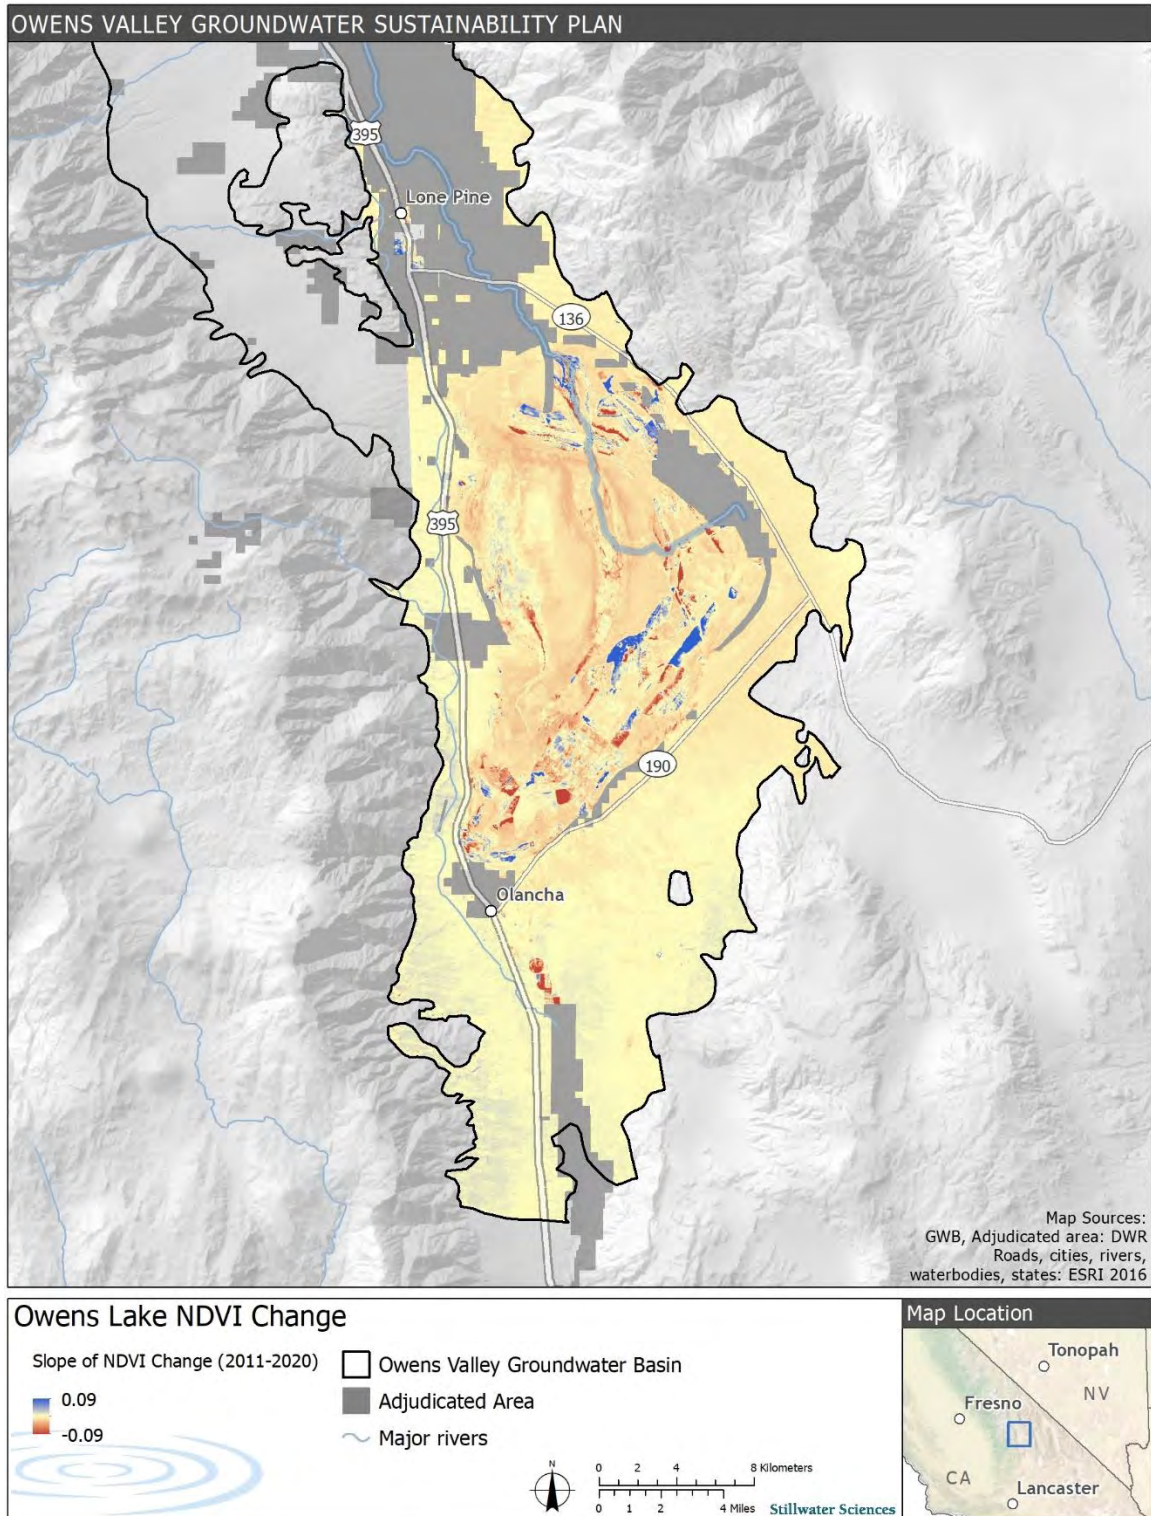 OWENS VALLEY GROUNDWATER SUSTAINABILITY PLAN
395
Lone Pine
136
395
190
Olancha
Map Sources:
GWB, Adjudicated area: DWR
Roads, cities, rivers,
waterbodies, states: ESRI 2016
Owens Lake NDVI Change
Slope of NDVI Change (2011-2020)
0.09
-0.09
Owens Valley Groundwater Basin
Adjudicated Area
Major rivers
N
0 2 4 8 Kilometers
0 1 2 4 Miles
Stillwater Sciences
Map Location
Tonopah
NV
Fresno
CA
Lancaster